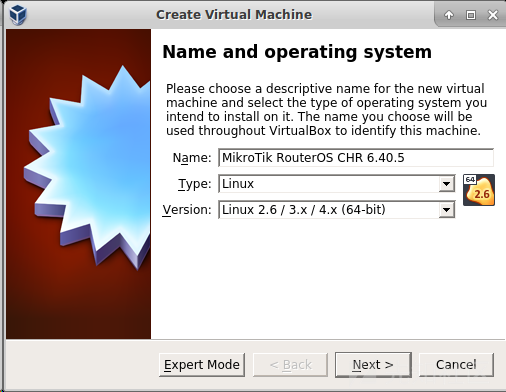 Create Virtual Machine
Name and operating system
Please choose a descriptive name for the new virtual
machine and select the type of operating system you
intend to install on it. The name you choose will be
used throughout VirtualBox to identify this machine.
Name: MikroTik RouterOS CHR 6.40.5
Type: Linux
64
Version: Linux 2.6 / 3.x / 4.x (64-bit)
2.6
Expert Mode < Back Next > Cancel